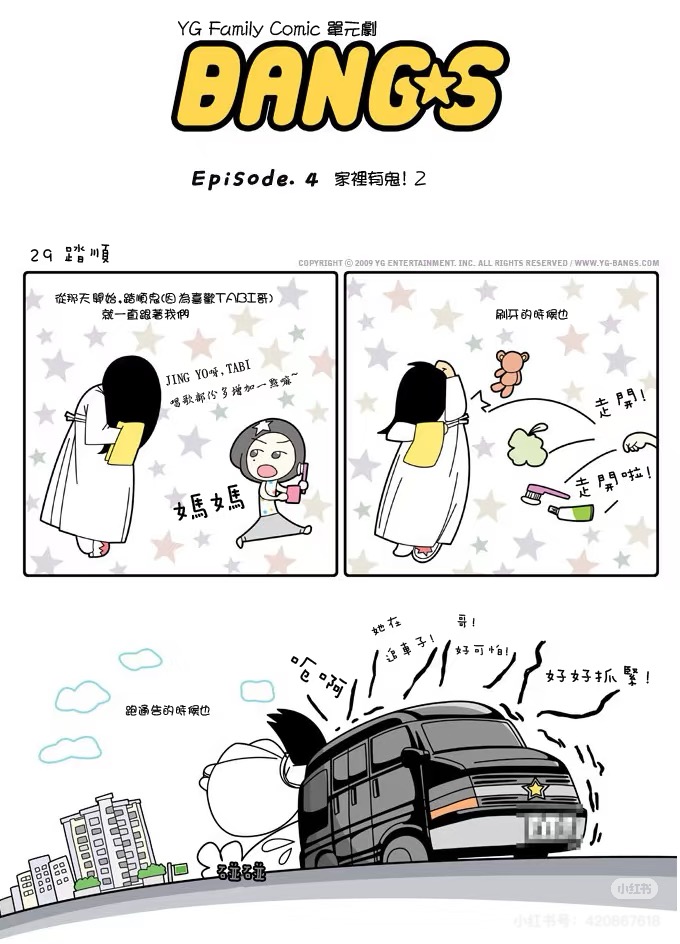 YG Family Comic 單元劇
BANG★S
Episode. 4 家裡有鬼! 2
29 踏順
COPYRIGHT ⓒ 2009 YG ENTERTAINMENT. INC. ALL RIGHTS RESERVED / WWW.YG-BANGS.COM
從那天開始,踏順鬼(因為喜歡TABI哥)
就一直跟著我們
JING YO呀,TABI
唱歌部份多增加一點嘛~
媽媽
刷牙的時候也
走開!
走開啦!
跑通告的時候也
呃啊
她在
追車子!
哥!
好可怕!
好好抓緊!
碰碰
小红书
小红书号: 420667618